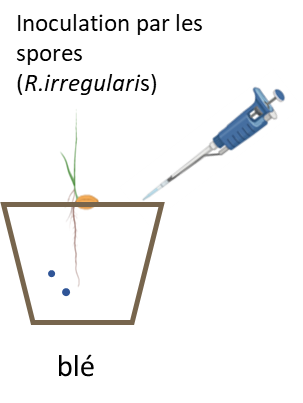 Inoculation par les
spores
(R.irregularis)
blé